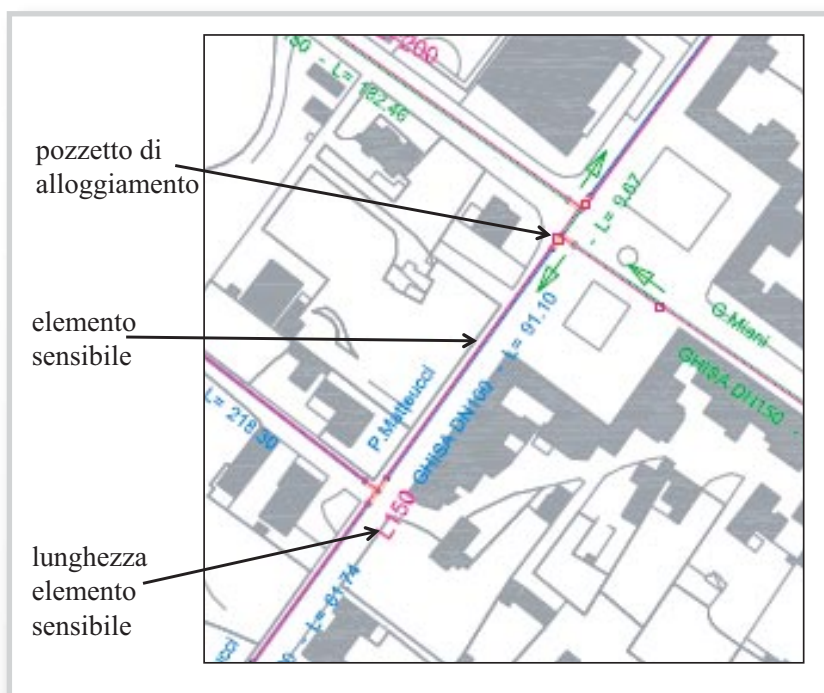 pozzetto di
alloggiamento
elemento
sensibile
lunghezza
elemento
sensibile
- L= 182.46
- L= 9.67
G.Miani
GHISA DN150 -
GHISA DN100 - L= 91.10
P.Matteucci
L= 218.30
L 150
- L= 61.74